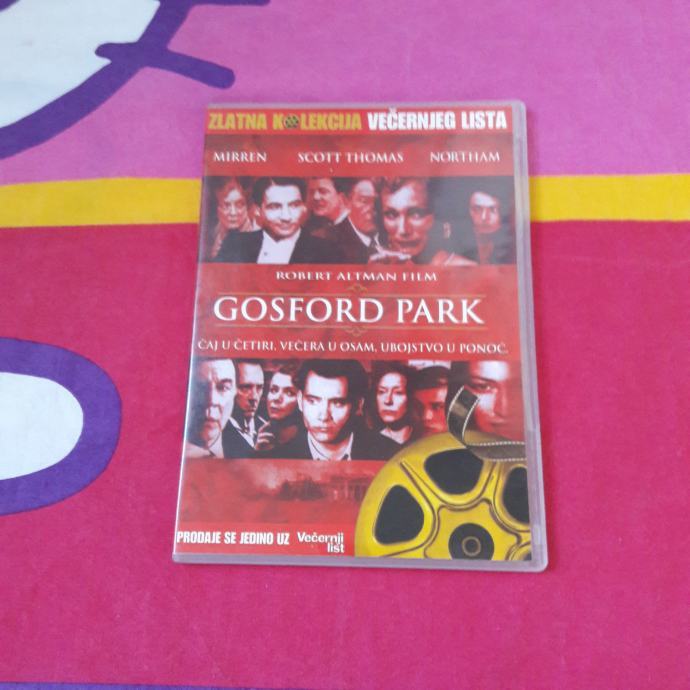 ZLATNA KOLEKCIJA VEČERNJEG LISTA
MIRREN SCOTT THOMAS NORTHAM
ROBERT ALTMAN FILM
GOSFORD PARK
ČAJ U ČETIRI, VEČERA U OSAM, UBOJSTVO U PONOĆ.
PRODAJE SE JEDINO UZ Večernji
list